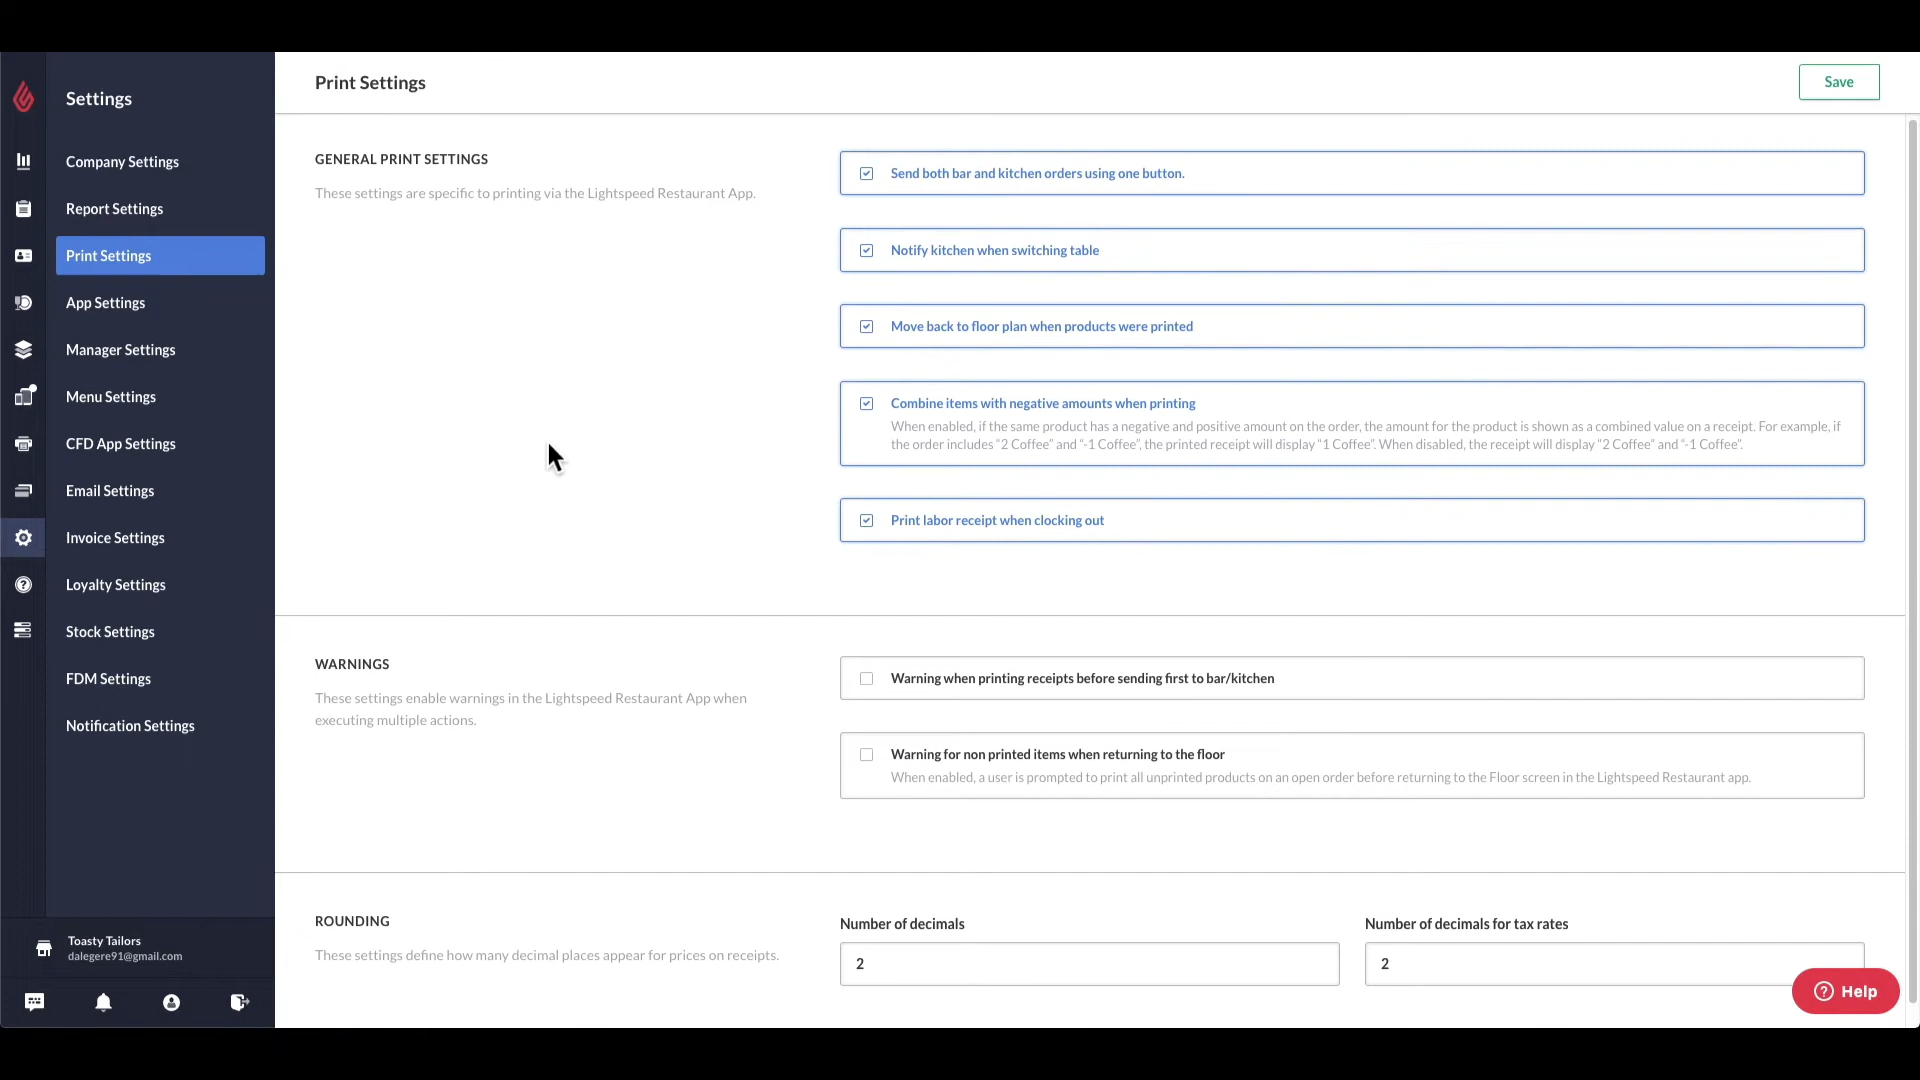 Settings
Company Settings
Report Settings
Print Settings
App Settings
Manager Settings
Menu Settings
CFD App Settings
Email Settings
Invoice Settings
Loyalty Settings
Stock Settings
FDM Settings
Notification Settings
Toasty Tailors
dalegere91@gmail.com
Print Settings
Save
GENERAL PRINT SETTINGS
These settings are specific to printing via the Lightspeed Restaurant App.
Send both bar and kitchen orders using one button.
Notify kitchen when switching table
Move back to floor plan when products were printed
Combine items with negative amounts when printing
When enabled, if the same product has a negative and positive amount on the order, the amount for the product is shown as a combined value on a receipt. For example, if
the order includes “2 Coffee” and “-1 Coffee”, the printed receipt will display “1 Coffee”. When disabled, the receipt will display “2 Coffee” and “-1 Coffee”.
Print labor receipt when clocking out
WARNINGS
These settings enable warnings in the Lightspeed Restaurant App when
executing multiple actions.
Warning when printing receipts before sending first to bar/kitchen
Warning for non printed items when returning to the floor
When enabled, a user is prompted to print all unprinted products on an open order before returning to the Floor screen in the Lightspeed Restaurant app.
ROUNDING
These settings define how many decimal places appear for prices on receipts.
Number of decimals
2
Number of decimals for tax rates
2
Help